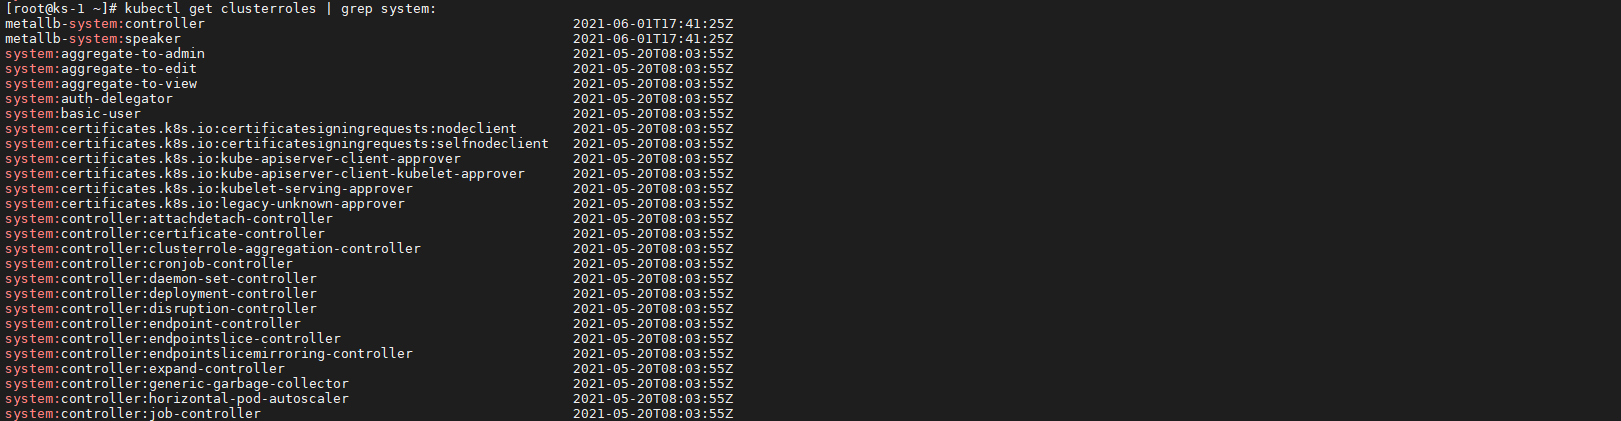 [root@ks-1 ~]# kubectl get clusterroles | grep system:
metallb-system:controller 2021-06-01T17:41:25Z
metallb-system:speaker 2021-06-01T17:41:25Z
system:aggregate-to-admin 2021-05-20T08:03:55Z
system:aggregate-to-edit 2021-05-20T08:03:55Z
system:aggregate-to-view 2021-05-20T08:03:55Z
system:auth-delegator 2021-05-20T08:03:55Z
system:basic-user 2021-05-20T08:03:55Z
system:certificates.k8s.io:certificatesigningrequests:nodeclient 2021-05-20T08:03:55Z
system:certificates.k8s.io:certificatesigningrequests:selfnodeclient 2021-05-20T08:03:55Z
system:certificates.k8s.io:kube-apiserver-client-approver 2021-05-20T08:03:55Z
system:certificates.k8s.io:kube-apiserver-client-kubelet-approver 2021-05-20T08:03:55Z
system:certificates.k8s.io:kubelet-serving-approver 2021-05-20T08:03:55Z
system:certificates.k8s.io:legacy-unknown-approver 2021-05-20T08:03:55Z
system:controller:attachdetach-controller 2021-05-20T08:03:55Z
system:controller:certificate-controller 2021-05-20T08:03:55Z
system:controller:clusterrole-aggregation-controller 2021-05-20T08:03:55Z
system:controller:cronjob-controller 2021-05-20T08:03:55Z
system:controller:daemon-set-controller 2021-05-20T08:03:55Z
system:controller:deployment-controller 2021-05-20T08:03:55Z
system:controller:disruption-controller 2021-05-20T08:03:55Z
system:controller:endpoint-controller 2021-05-20T08:03:55Z
system:controller:endpointslice-controller 2021-05-20T08:03:55Z
system:controller:endpointslicemirroring-controller 2021-05-20T08:03:55Z
system:controller:expand-controller 2021-05-20T08:03:55Z
system:controller:generic-garbage-collector 2021-05-20T08:03:55Z
system:controller:horizontal-pod-autoscaler 2021-05-20T08:03:55Z
system:controller:job-controller 2021-05-20T08:03:55Z